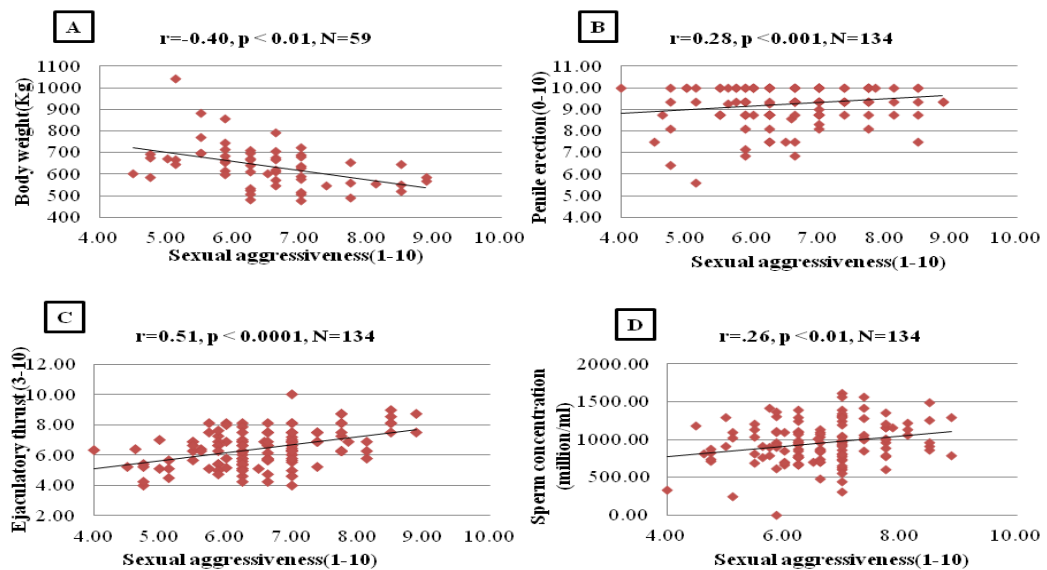 A
r=-0.40, p < 0.01, N=59
Body weight(Kg)
1100
1000
900
800
700
600
500
400
4.00 5.00 6.00 7.00 8.00 9.00 10.00
Sexual aggressiveness(1-10)
B
r=0.28, p <0.001, N=134
Penile erection(0-10)
11.00
10.00
9.00
8.00
7.00
6.00
5.00
4.00
4.00 5.00 6.00 7.00 8.00 9.00 10.00
Sexual aggressiveness(1-10)
C
r=0.51, p < 0.0001, N=134
Ejaculatory thrust (3-10)
12.00
10.00
8.00
6.00
4.00
2.00
4.00 5.00 6.00 7.00 8.00 9.00 10.00
Sexual aggressiveness(1-10)
D
r=.26, p <0.01, N=134
Sperm concentration
(million/ml)
2000.00
1500.00
1000.00
500.00
0.00
4.00 6.00 8.00 10.00
Sexual aggressiveness(1-10)